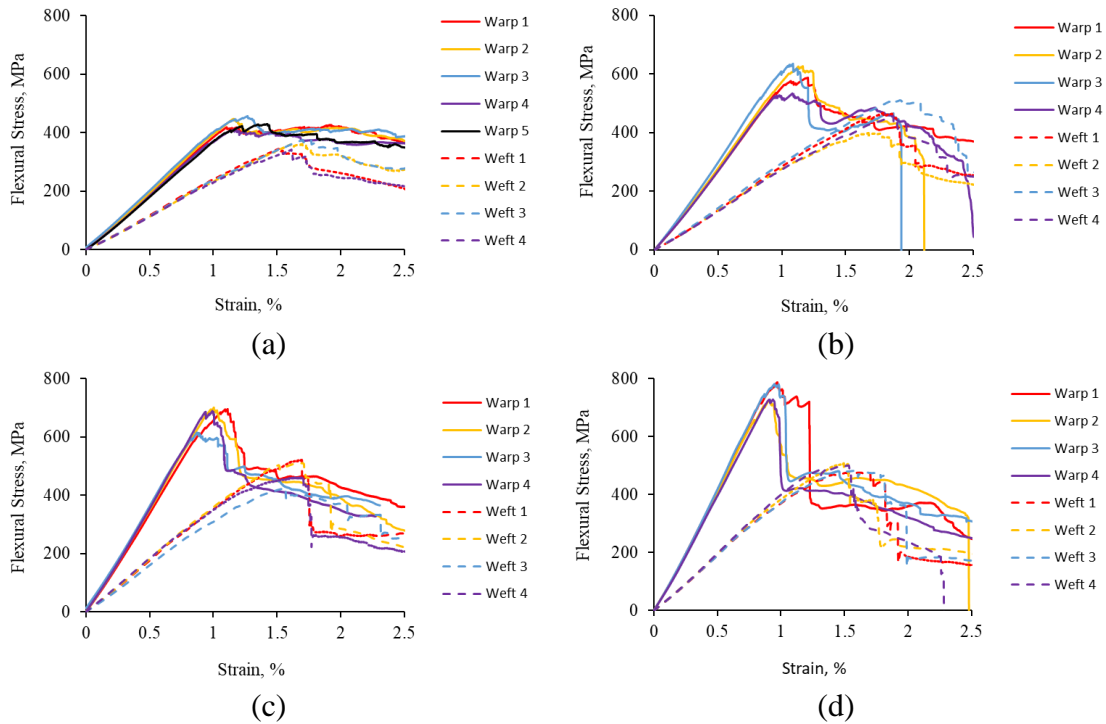 Flexural Stress, MPa
800
600
400
200
0
0 0.5 1 1.5 2 2.5
Strain, %
Warp 1
Warp 2
Warp 3
Warp 4
Warp 5
Weft 1
Weft 2
Weft 3
Weft 4
(a)
Flexural Stress, MPa
800
600
400
200
0
0 0.5 1 1.5 2 2.5
Strain, %
Warp 1
Warp 2
Warp 3
Warp 4
Weft 1
Weft 2
Weft 3
Weft 4
(b)
Flexural Stress, MPa
800
600
400
200
0
0 0.5 1 1.5 2 2.5
Strain, %
Warp 1
Warp 2
Warp 3
Warp 4
Weft 1
Weft 2
Weft 3
Weft 4
(c)
Flexural Stress, MPa
800
600
400
200
0
0 0.5 1 1.5 2 2.5
Strain, %
Warp 1
Warp 2
Warp 3
Warp 4
Weft 1
Weft 2
Weft 3
Weft 4
(d)